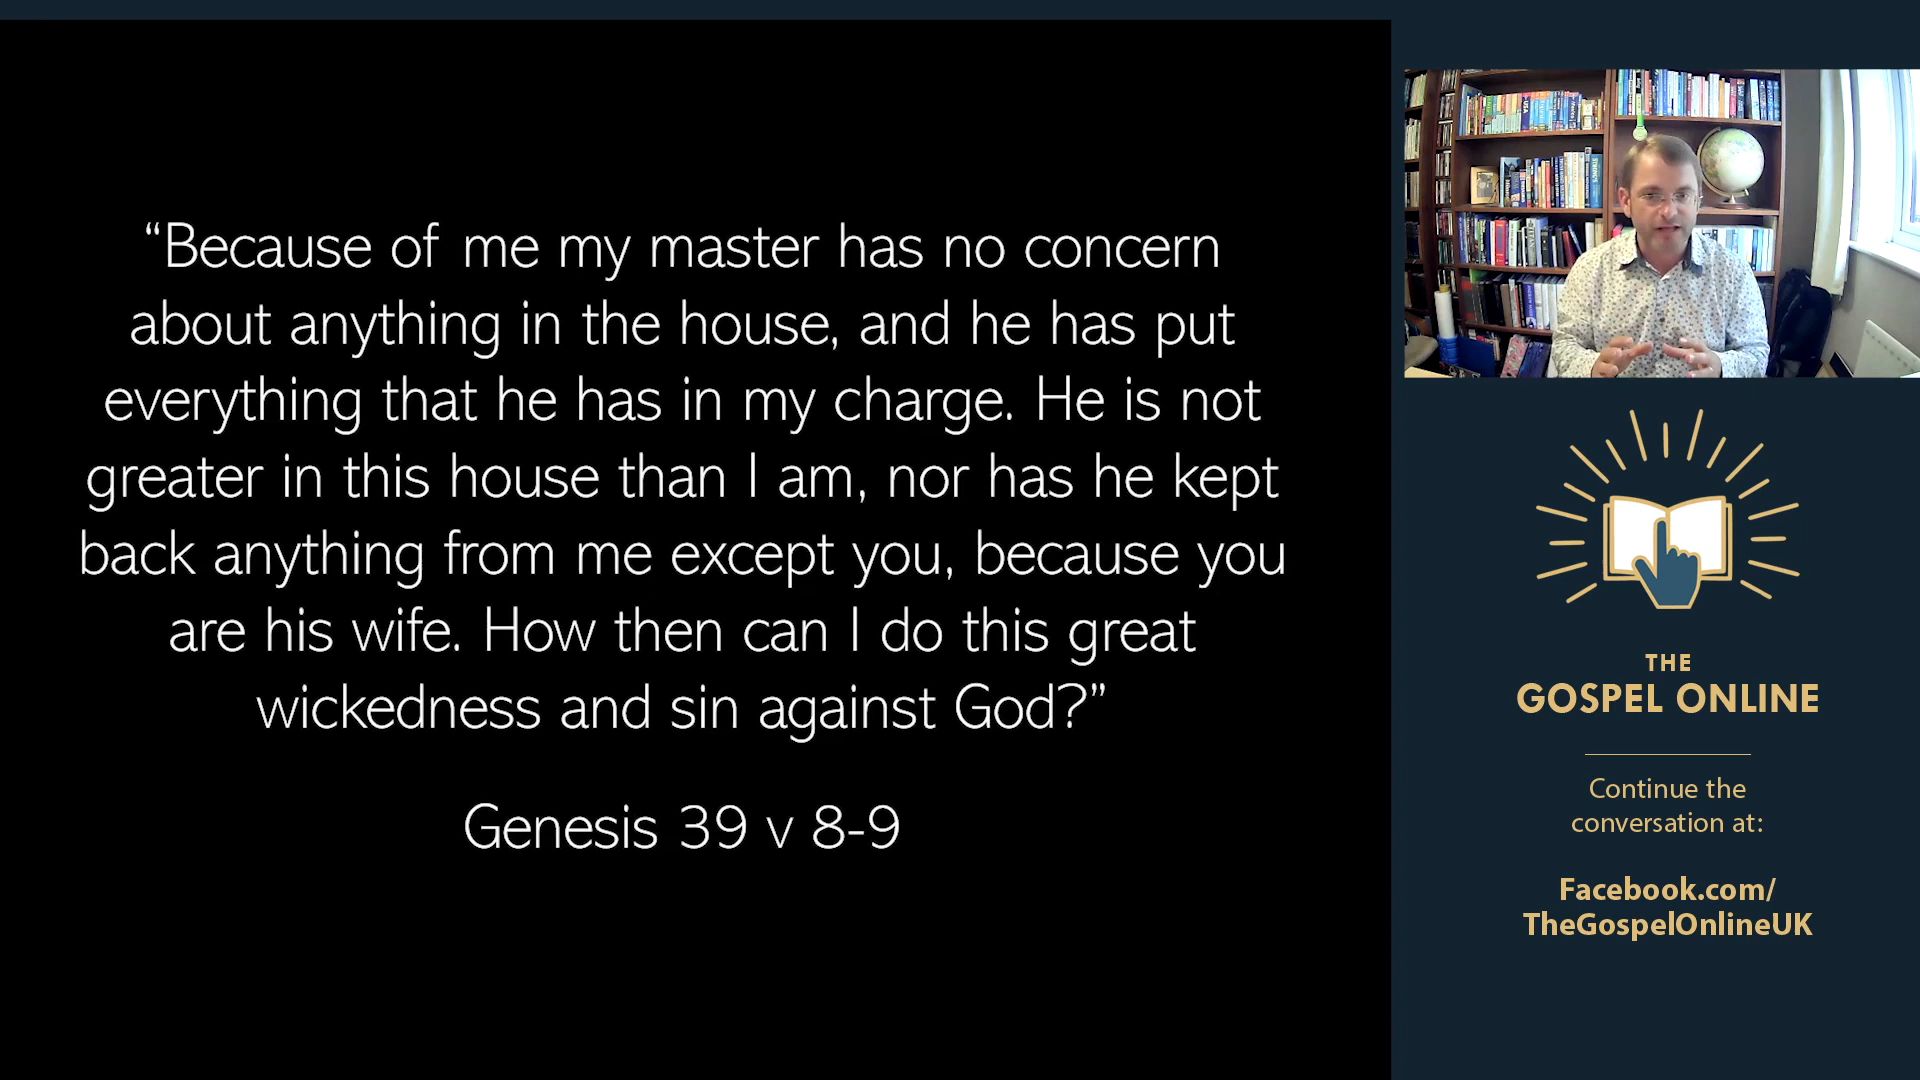 “Because of me my master has no concern
about anything in the house, and he has put
everything that he has in my charge. He is not
greater in this house than I am, nor has he kept
back anything from me except you, because you
are his wife. How then can I do this great
wickedness and sin against God?”
Genesis 39 v 8-9
THE
GOSPEL ONLINE
Continue the
conversation at:
Facebook.com/
TheGospelOnlineUK